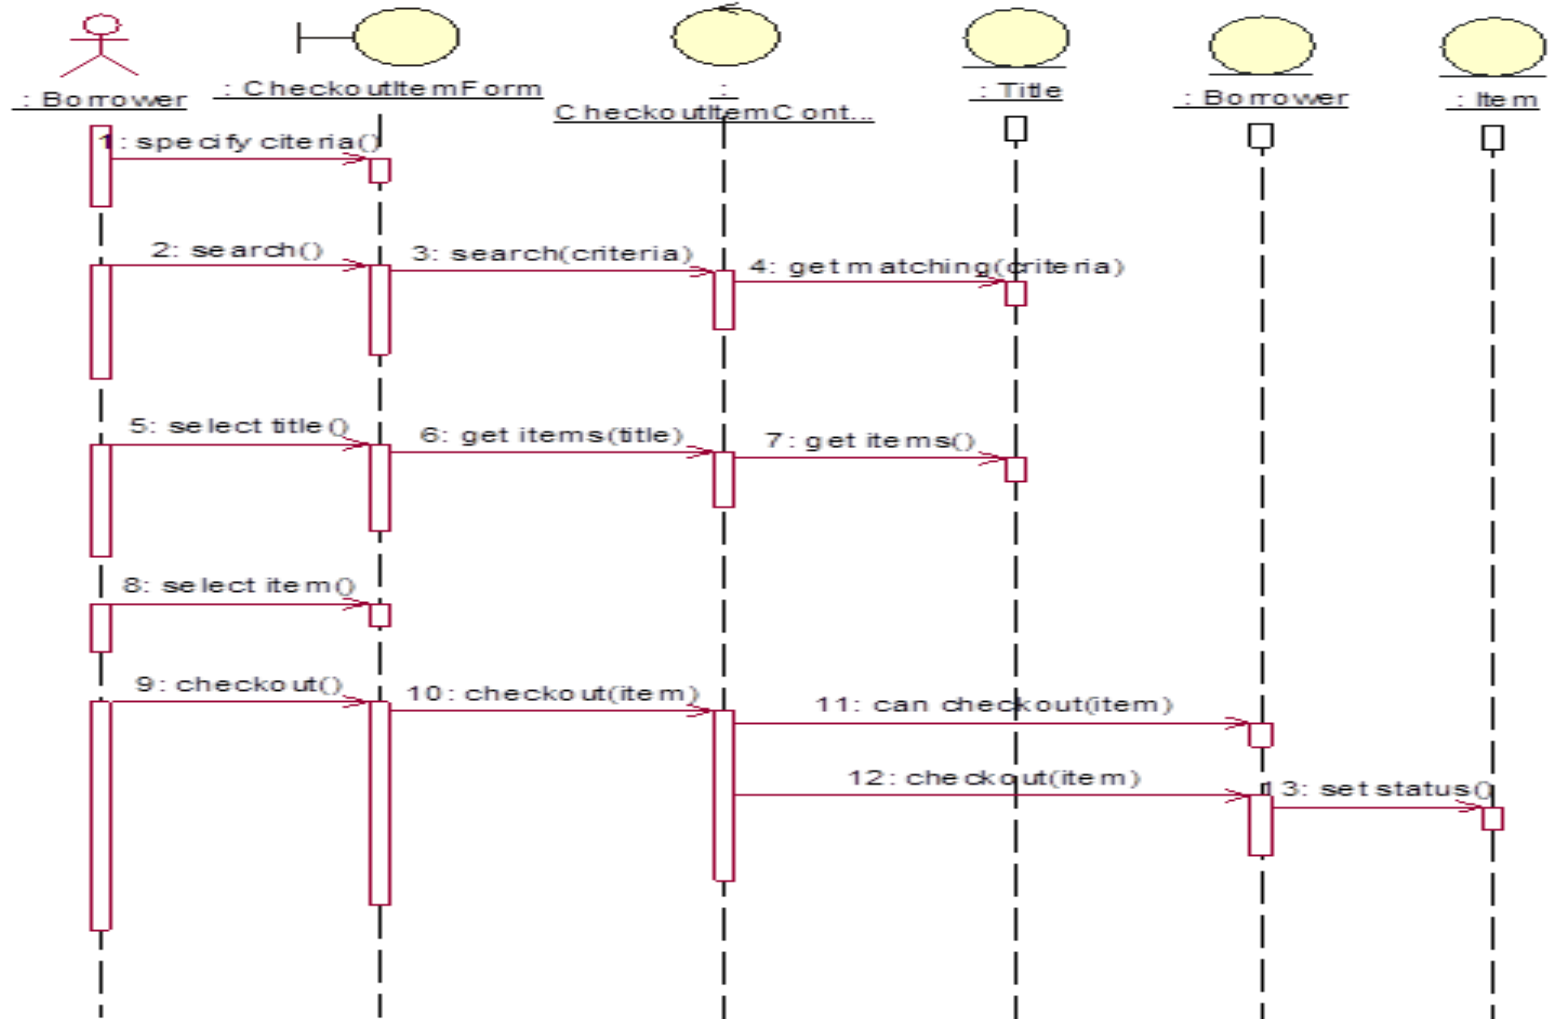 : Borrower
: CheckoutItemForm
:
CheckoutItemCont...
: Title
: Borrower
: Item
1: specify citeria()
2: search()
3: search(criteria)
4: get matching(criteria)
5: select title()
6: get items(title)
7: get items()
8: select item()
9: checkout()
10: checkout(item)
11: can checkout(item)
12: checkout(item)
13: set status()